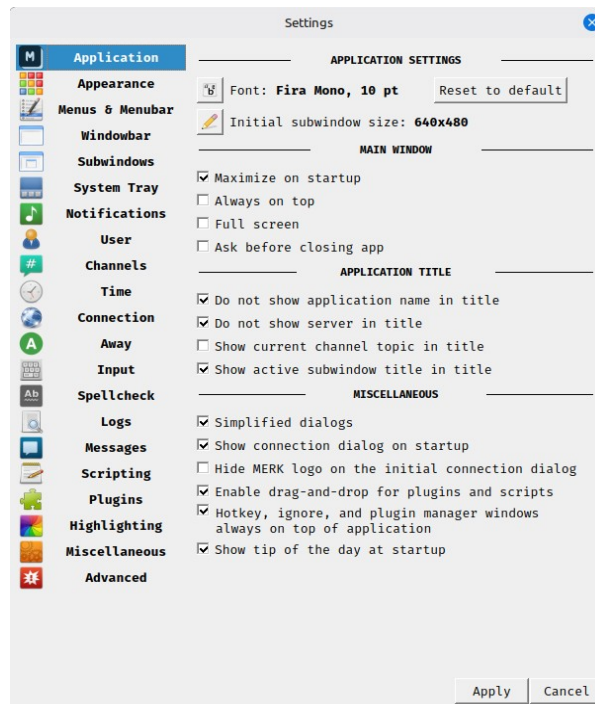 Settings
M
Application
Appearance
Menus & Menubar
Windowbar
Subwindows
System Tray
Notifications
User
#
Channels
Time
Connection
A
Away
Input
Ab
Spellcheck
Logs
Messages
Scripting
Plugins
Highlighting
Miscellaneous
Advanced
APPLICATION SETTINGS
Font: Fira Mono, 10 pt
Reset to default
Initial subwindow size: 640x480
MAIN WINDOW
Maximize on startup
Always on top
Full screen
Ask before closing app
APPLICATION TITLE
Do not show application name in title
Do not show server in title
Show current channel topic in title
Show active subwindow title in title
MISCELLANEOUS
Simplified dialogs
Show connection dialog on startup
Hide MERK logo on the initial connection dialog
Enable drag-and-drop for plugins and scripts
Hotkey, ignore, and plugin manager windows
always on top of application
Show tip of the day at startup
Apply
Cancel